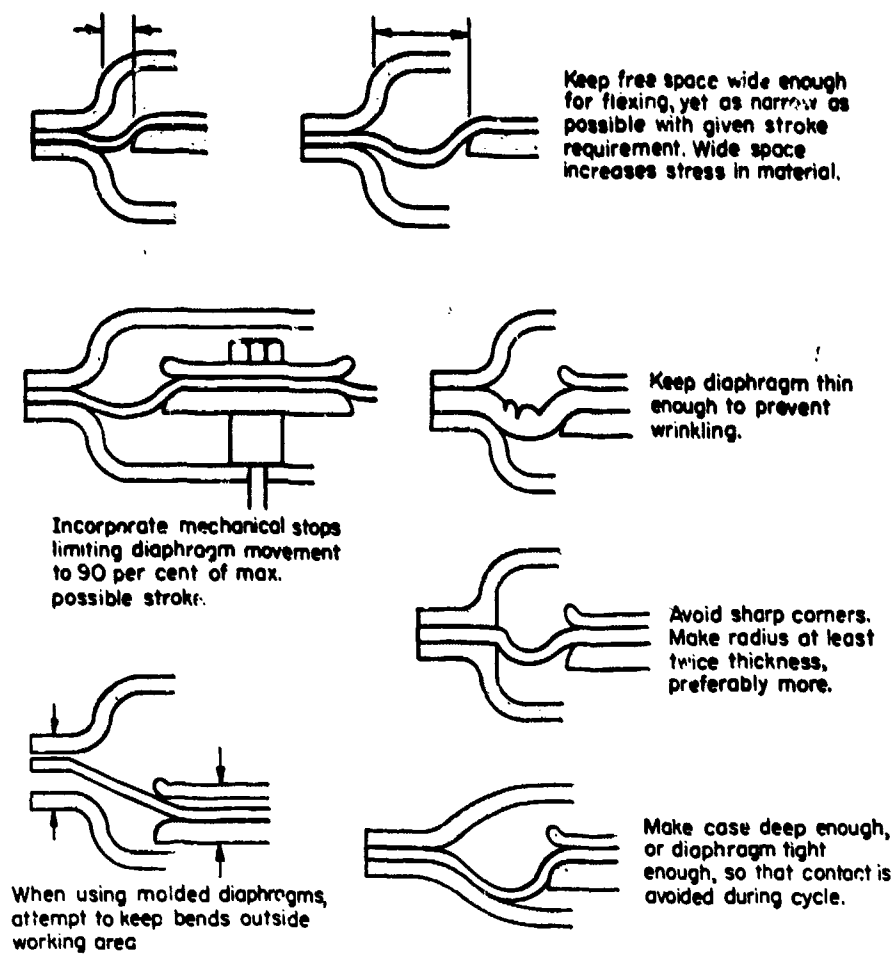 Keep free space wide enough
for flexing, yet as narrow as
possible with given stroke
requirement. Wide space
increases stress in material.
Keep diaphragm thin
enough to prevent
wrinkling.
Incorporate mechanical stops
limiting diaphragm movement
to 90 per cent of max.
possible stroke.
Avoid sharp corners.
Make radius at least
twice thickness,
preferably more.
When using molded diaphragms,
attempt to keep bends outside
working area
Make case deep enough,
or diaphragm tight
enough, so that contact is
avoided during cycle.